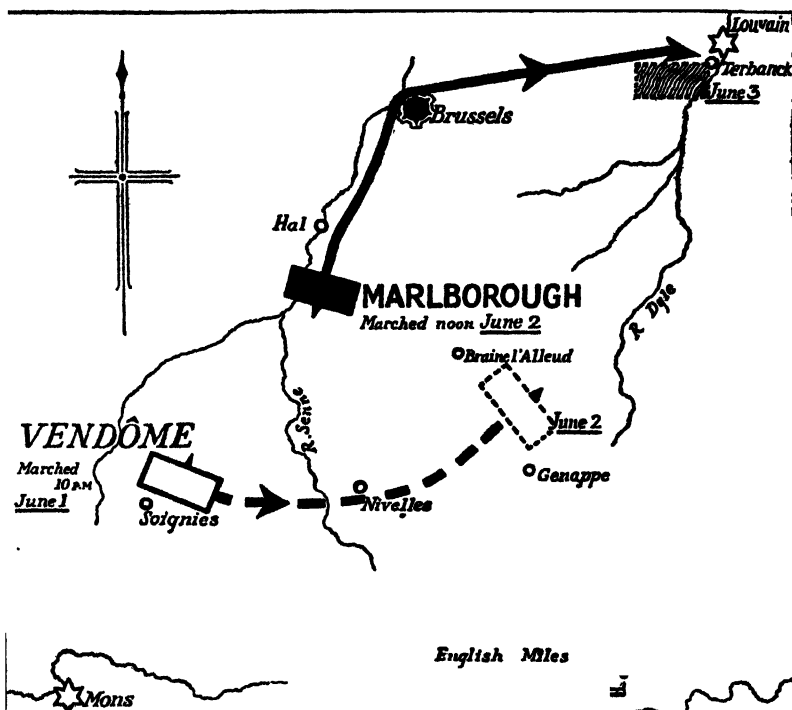 Louvain
Terbanck
June 3
Brussels
Hal
MARLBOROUGH
Marched noon June 2
R Dyle
Braine l'Alleud
R. Senne
VENDÔME
Marched
10 P.M
June 1
June 2
Genappe
Nivelles
Soignies
English Miles
Mons